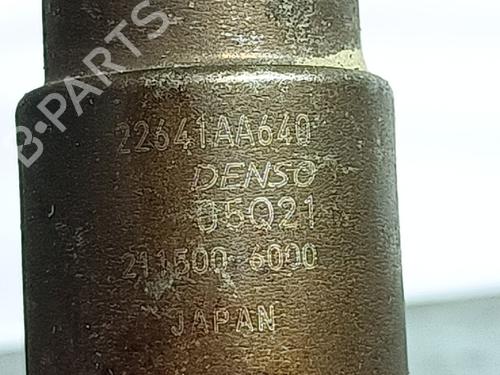 B-PARTS
22641AA640
DENSO
05Q21
211500-6000
JAPAN